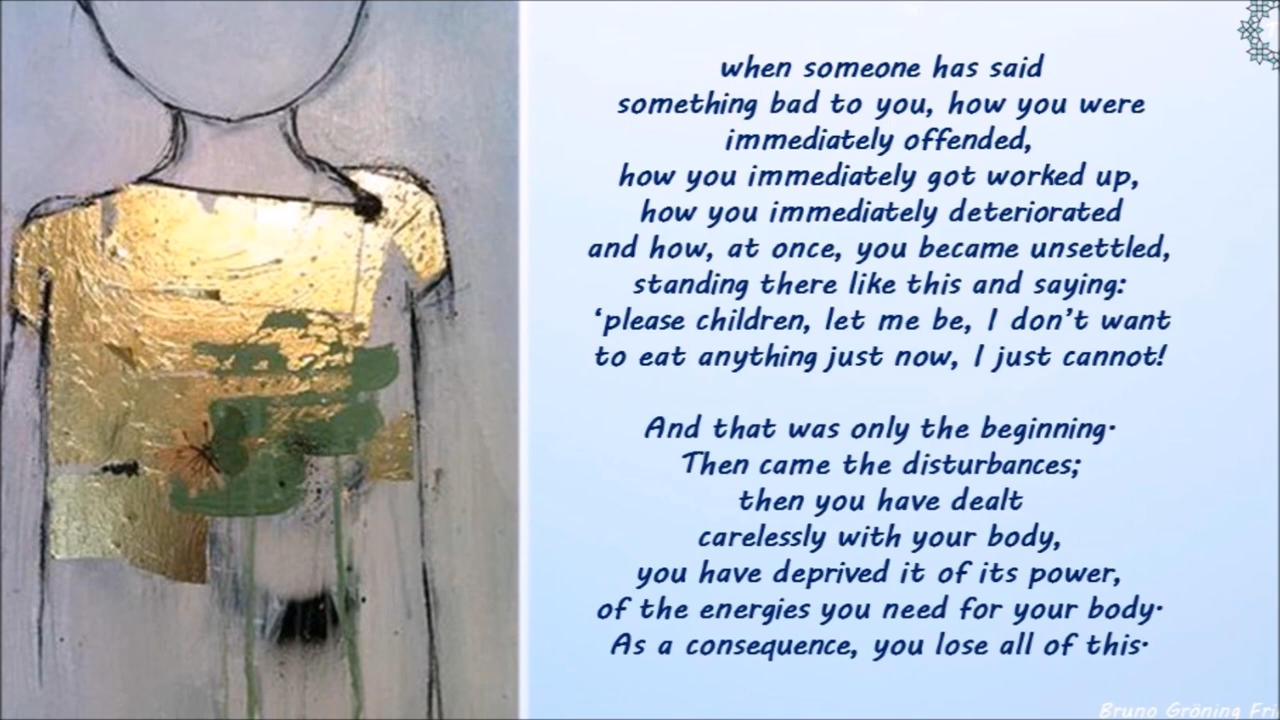 when someone has said
something bad to you, how you were
immediately offended,
how you immediately got worked up,
how you immediately deteriorated
and how, at once, you became unsettled,
standing there like this and saying:
‘please children, let me be, I don’t want
to eat anything just now, I just cannot!
And that was only the beginning·
Then came the disturbances;
then you have dealt
carelessly with your body,
you have deprived it of its power,
of the energies you need for your body·
As a consequence, you lose all of this·
Bruno Gröning Fri